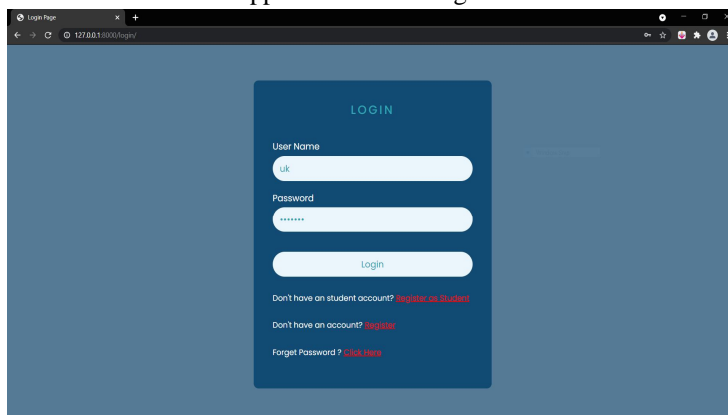 Login Page
127.0.0.1:8000/login/
LOGIN
User Name
uk
Password
•••••••
Login
Don't have an student account? Register as Student
Don't have an account? Register
Forget Password ? Click Here